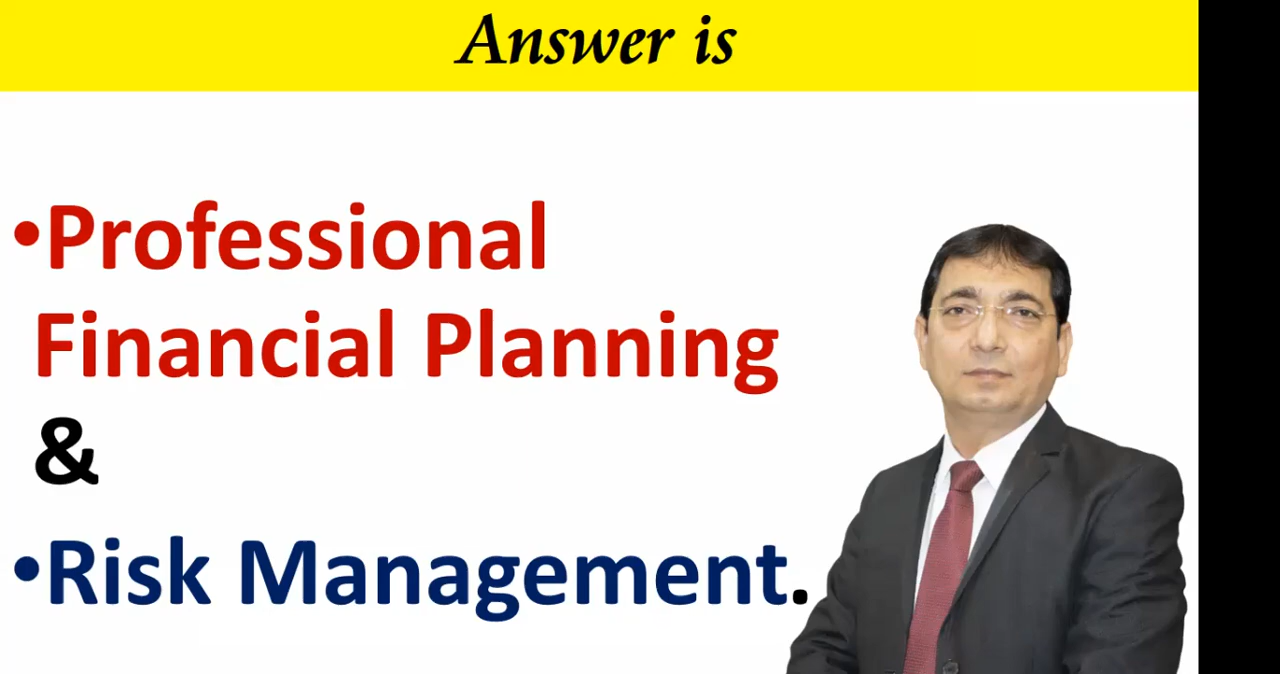 Answer is
•Professional
Financial Planning
&
•Risk Management.